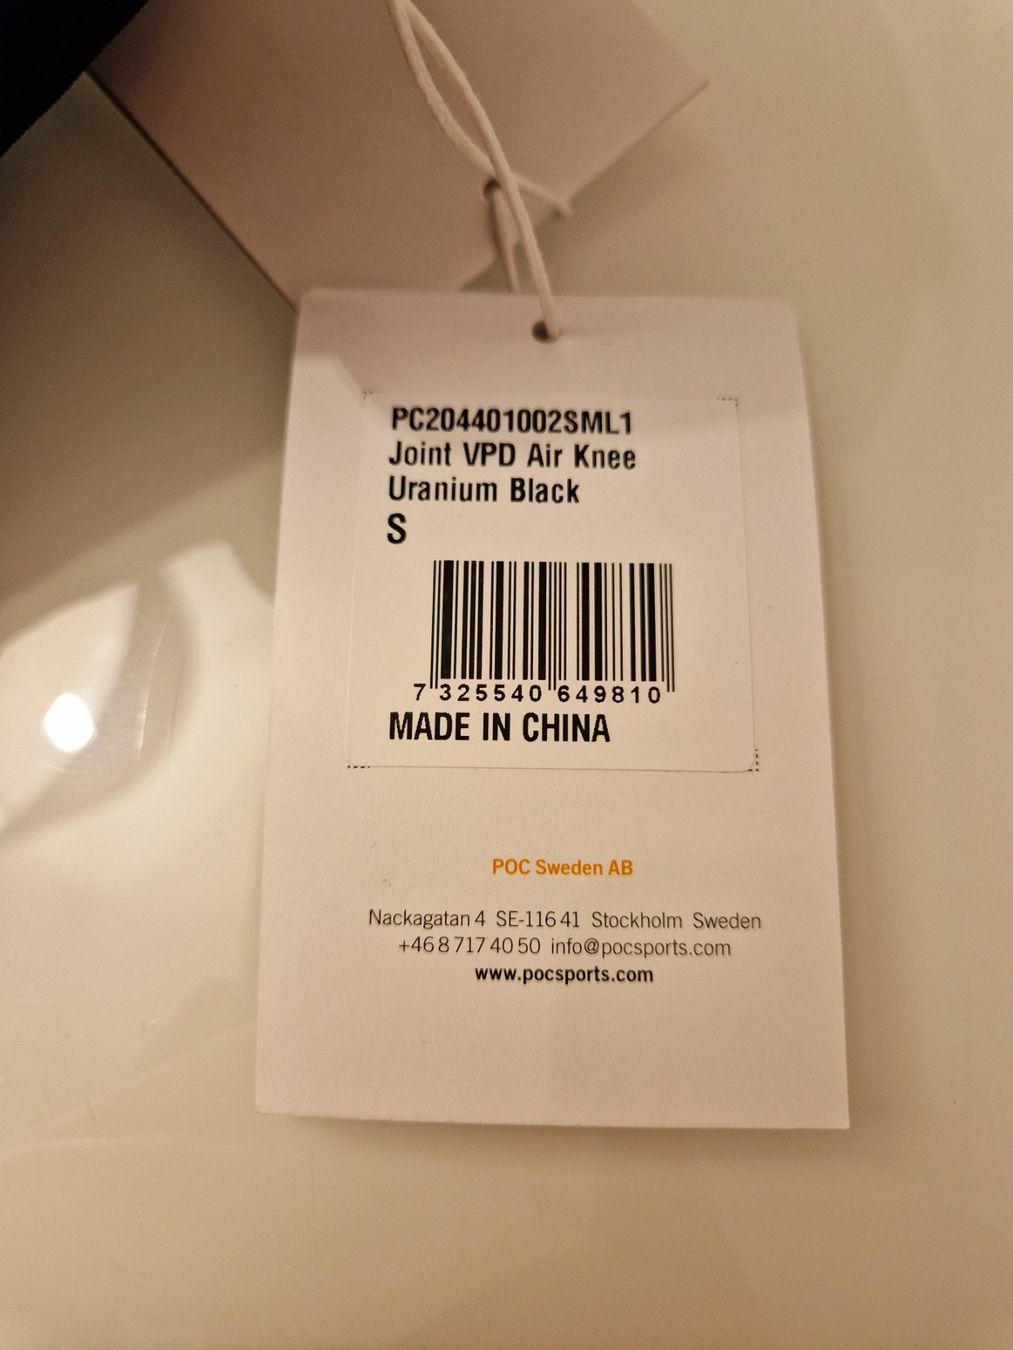 PC204401002SML1
Joint VPD Air Knee
Uranium Black
S
7 325540 649810
MADE IN CHINA
POC Sweden AB
Nackagatan 4 SE-116 41 Stockholm Sweden
+46 8 717 40 50 info@pocsports.com
www.pocsports.com